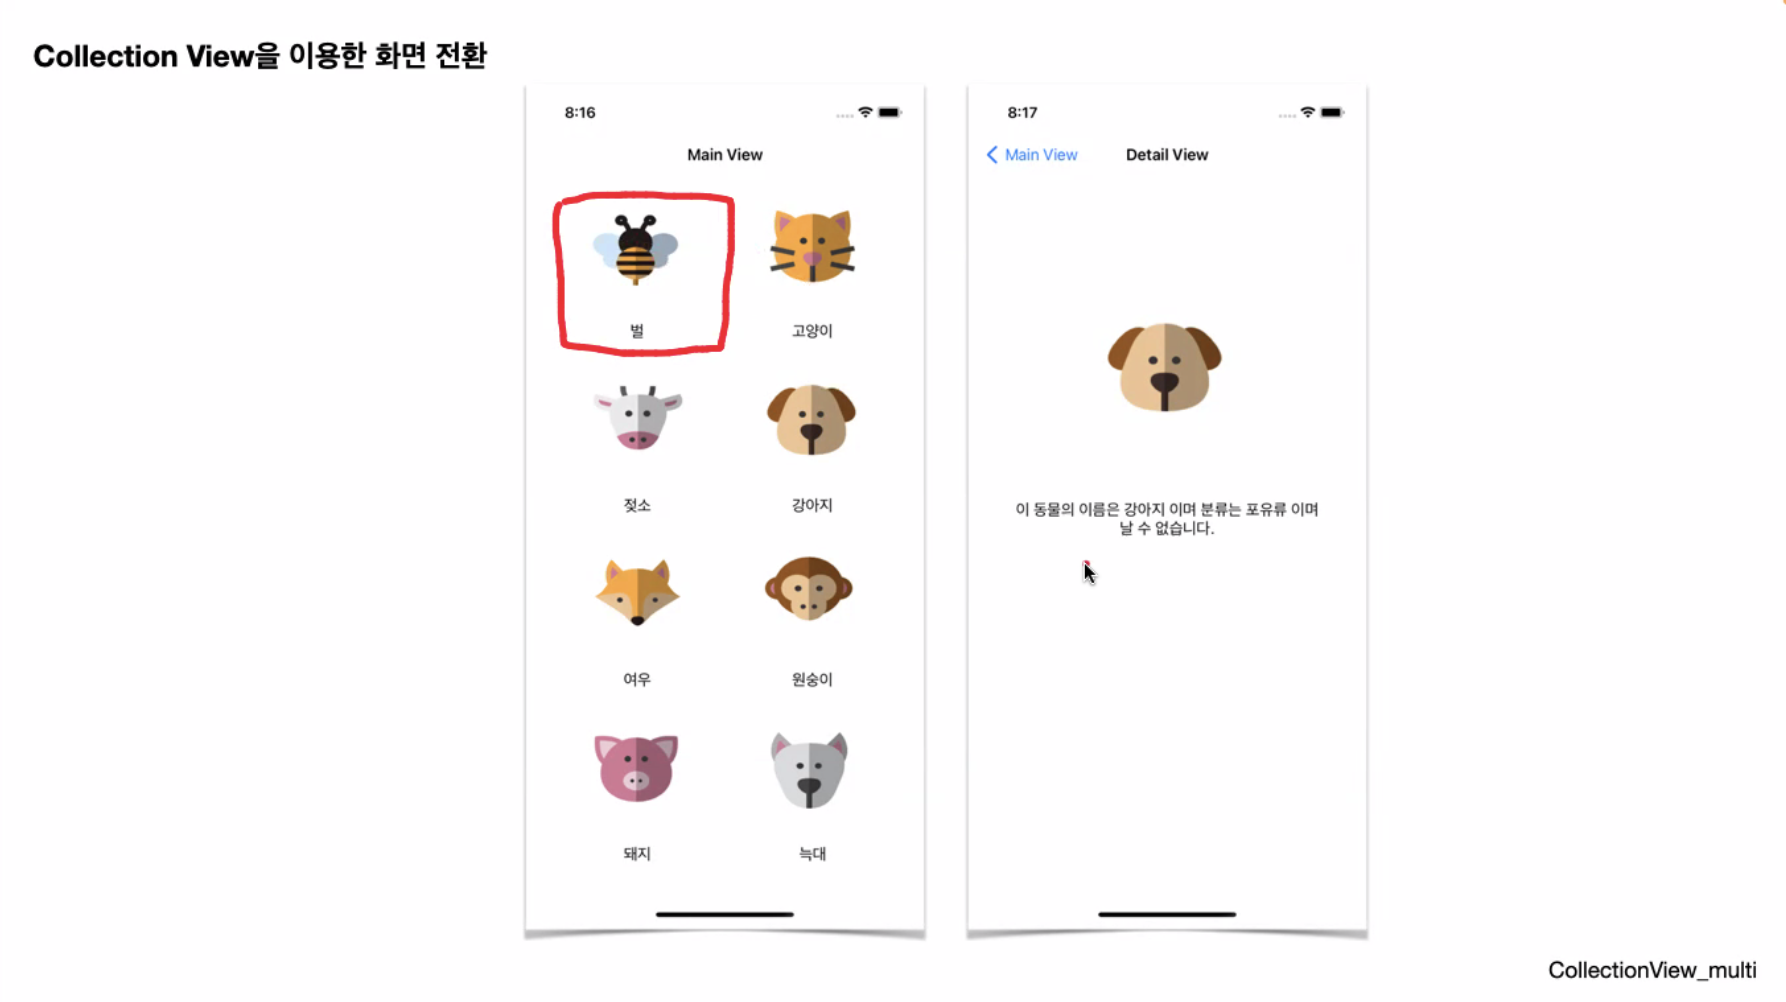 Collection View을 이용한 화면 전환
8:16
Main View
벌
고양이
젖소
강아지
여우
원숭이
돼지
늑대
8:17
Main View
Detail View
이 동물의 이름은 강아지 이며 분류는 포유류 이며
날 수 없습니다.
CollectionView_multi